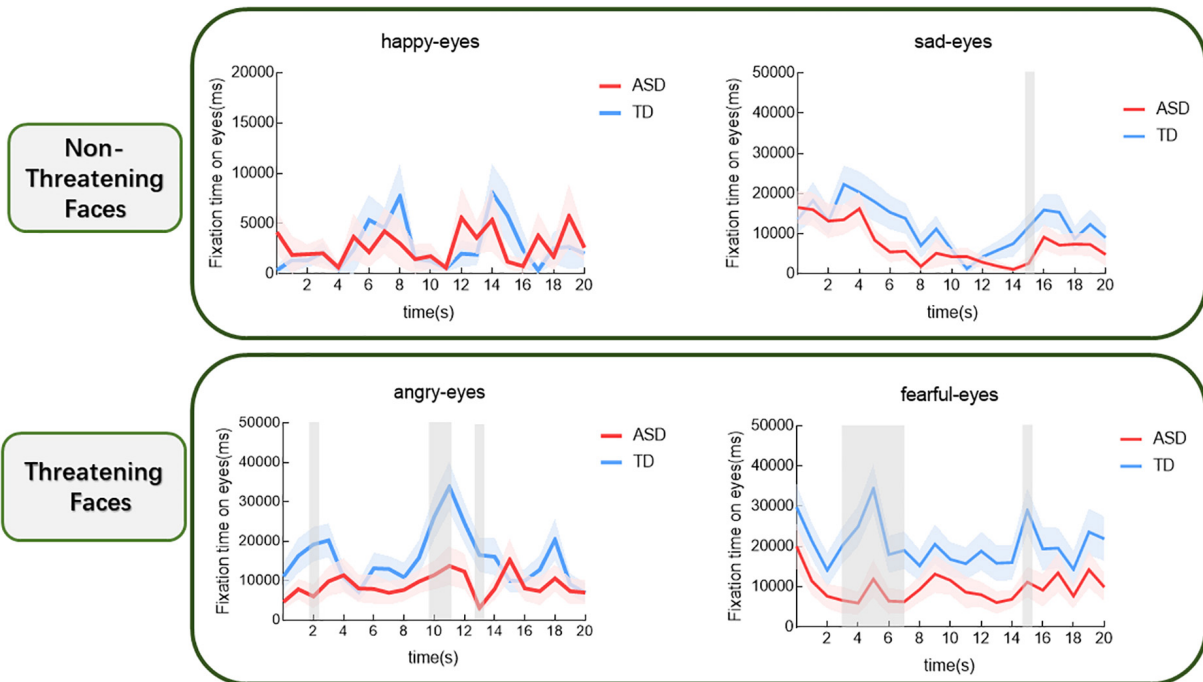 Non-
Threatening
Faces
happy-eyes
Fixation time on eyes(ms)
20000
15000
10000
5000
0
2 4 6 8 10 12 14 16 18 20
time(s)
ASD
TD
sad-eyes
Fixation time on eyes(ms)
50000
40000
30000
20000
10000
0
2 4 6 8 10 12 14 16 18 20
time(s)
ASD
TD
Threatening
Faces
angry-eyes
Fixation time on eyes(ms)
50000
40000
30000
20000
10000
0
2 4 6 8 10 12 14 16 18 20
time(s)
ASD
TD
fearful-eyes
Fixation time on eyes(ms)
50000
40000
30000
20000
10000
0
2 4 6 8 10 12 14 16 18 20
time(s)
ASD
TD